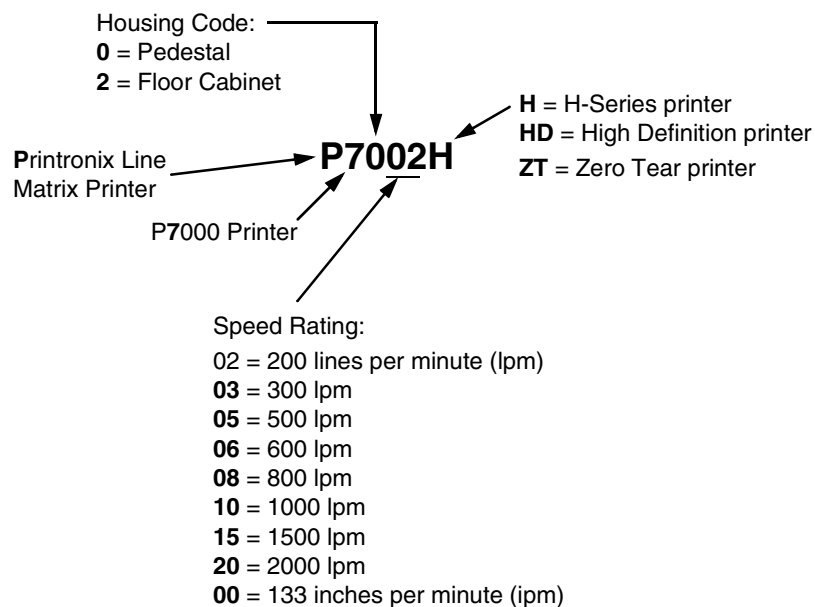 Housing Code:
0 = Pedestal
2 = Floor Cabinet
H = H-Series printer
HD = High Definition printer
ZT = Zero Tear printer
P7002H
Printronix Line
Matrix Printer
P7000 Printer
Speed Rating:
02 = 200 lines per minute (lpm)
03 = 300 lpm
05 = 500 lpm
06 = 600 lpm
08 = 800 lpm
10 = 1000 lpm
15 = 1500 lpm
20 = 2000 lpm
00 = 133 inches per minute (ipm)